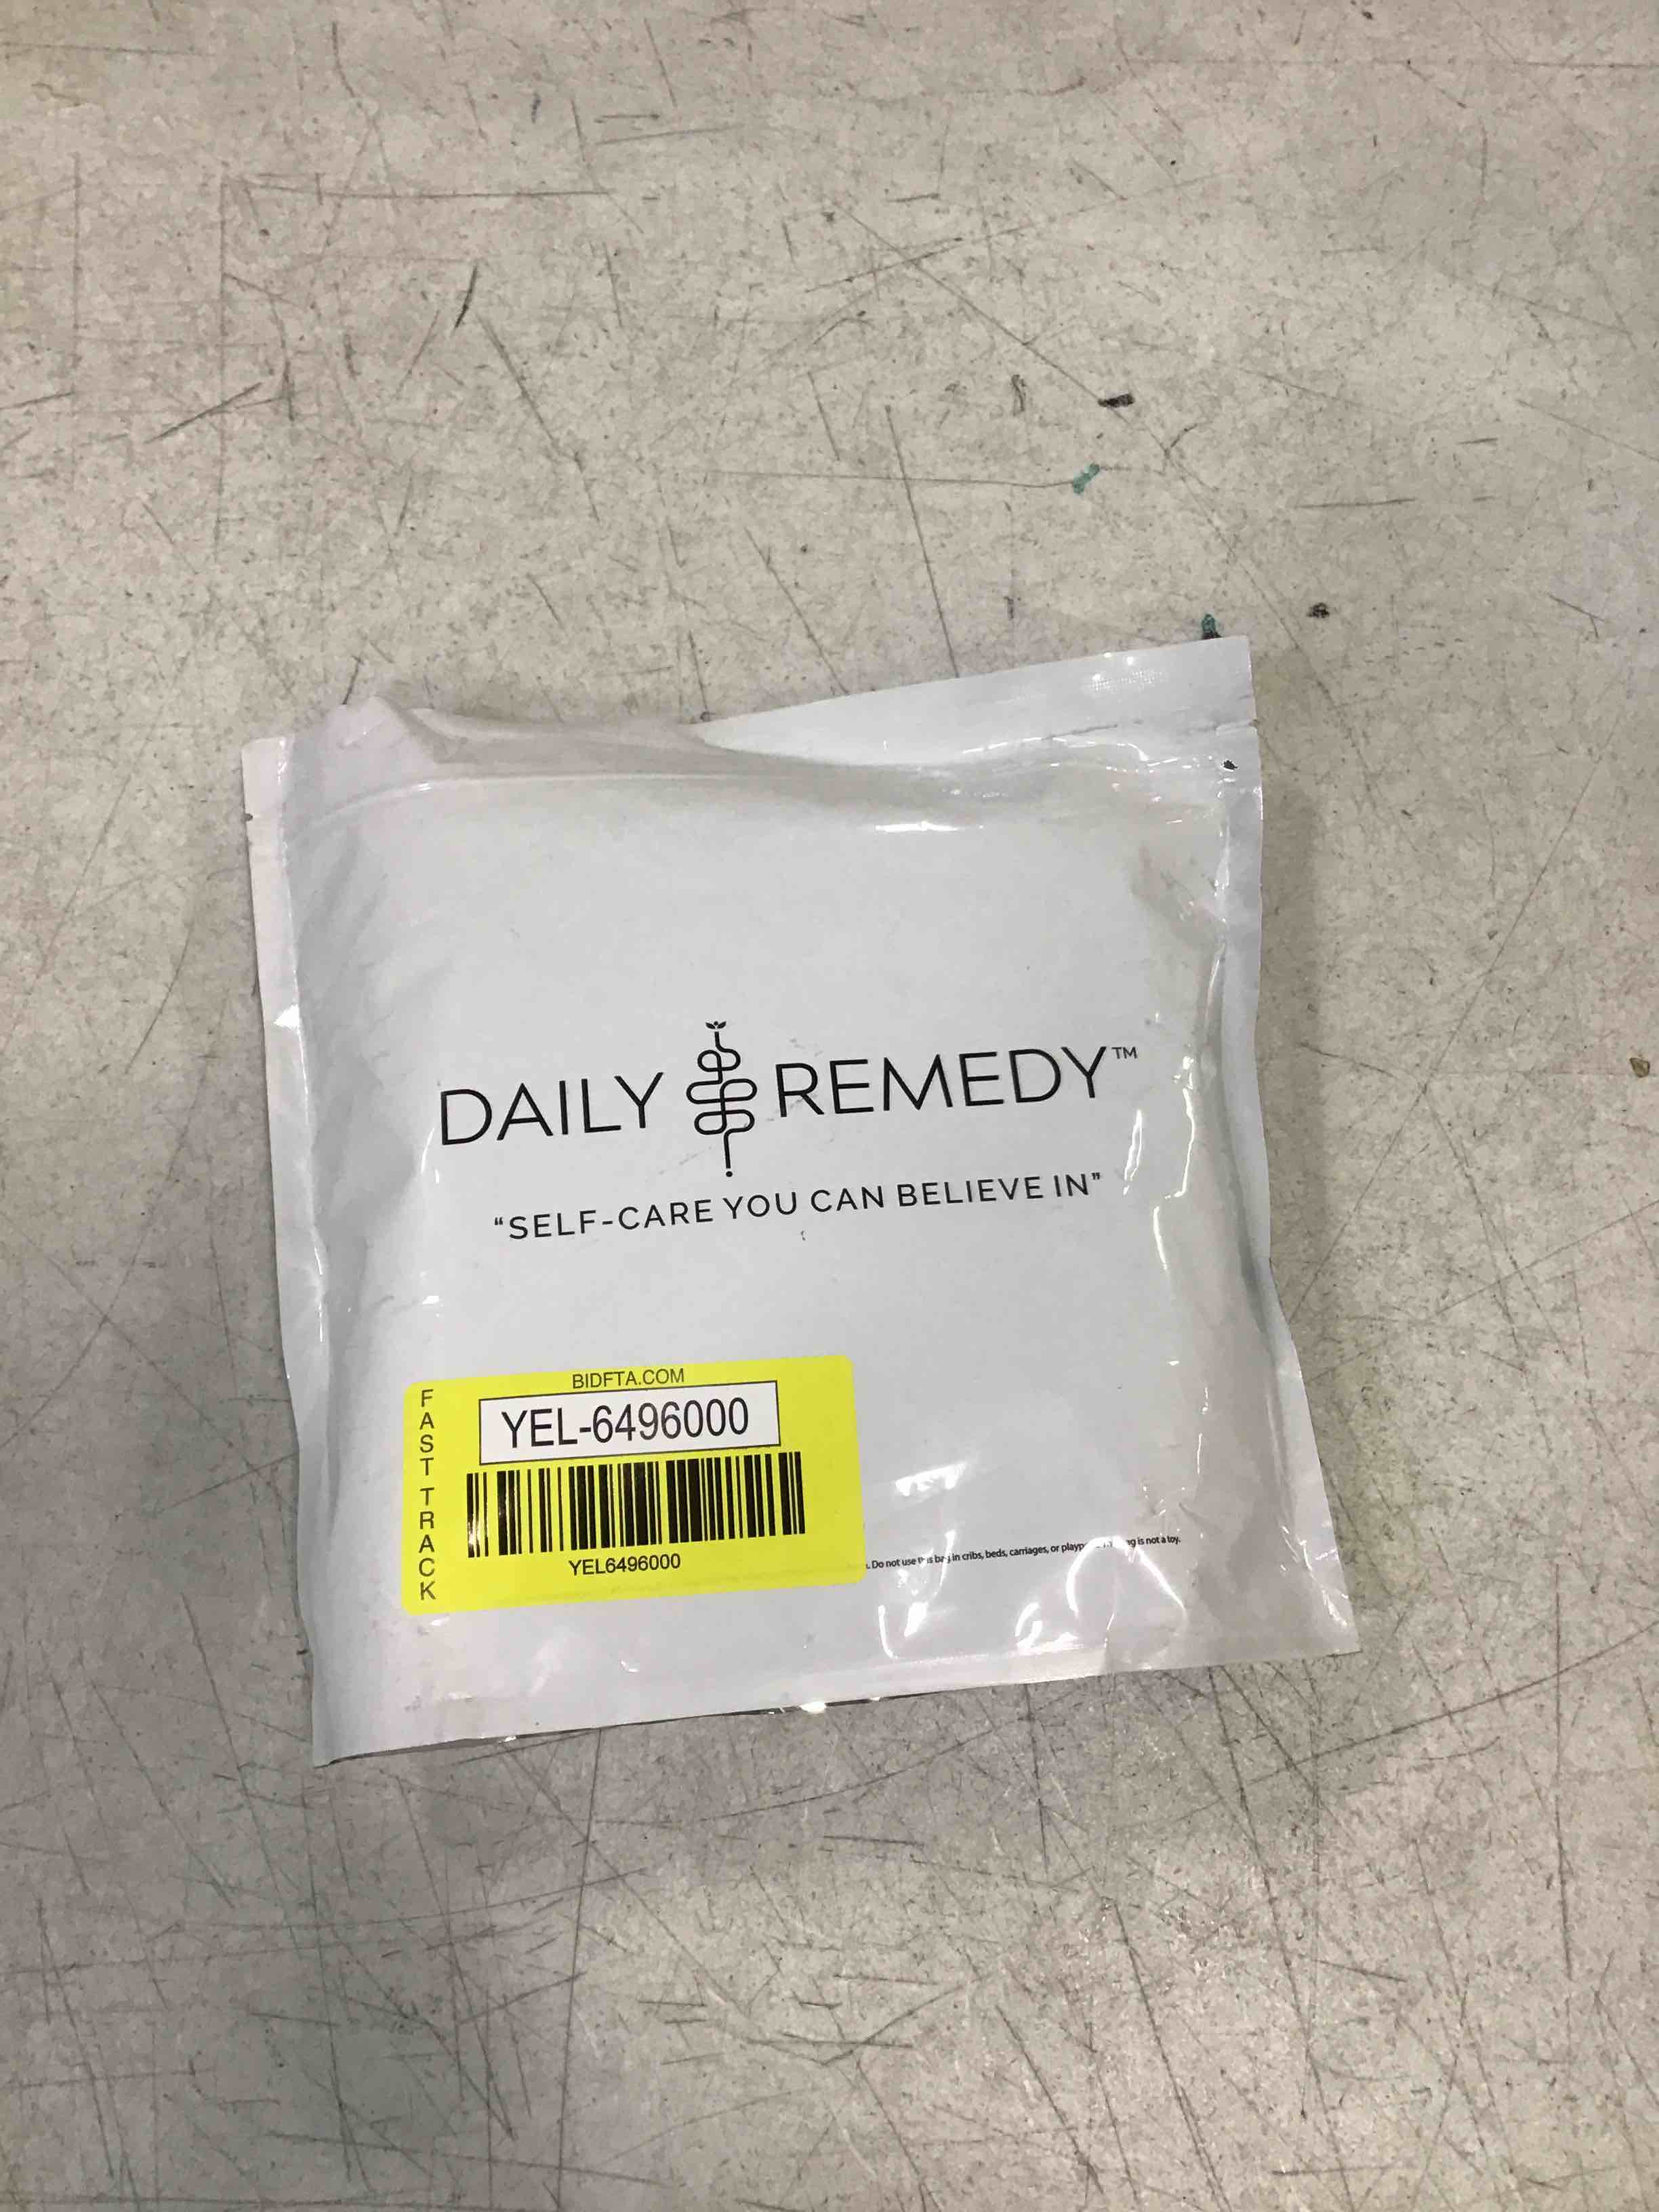 DAILY REMEDY™
“SELF-CARE YOU CAN BELIEVE IN”
BIDFTA.COM
FAST TRACK
YEL-6496000
YEL6496000
. Do not use this bag in cribs, beds, carriages, or is not a toy.